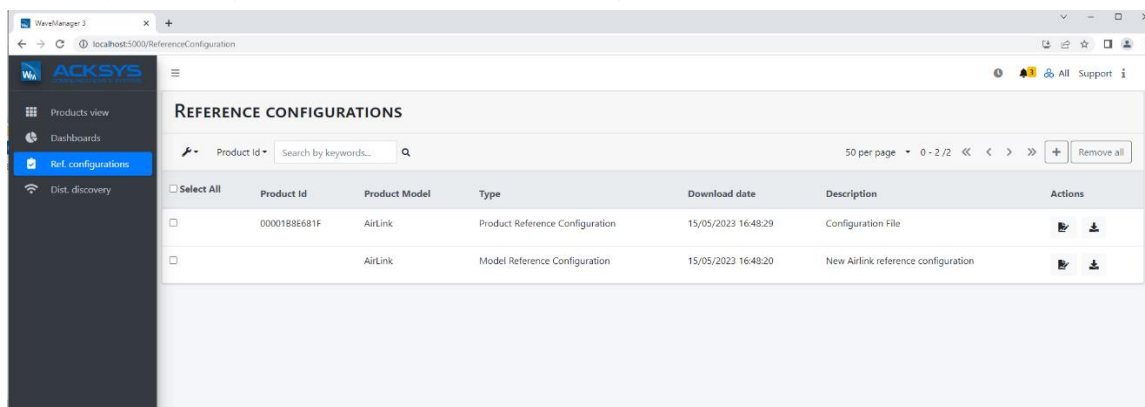 WaveManager 3
localhost:5000/ReferenceConfiguration
ACKSYS
3 All Support
Products view
Dashboards
Ref. configurations
Dist. discovery
REFERENCE CONFIGURATIONS
Product Id Search by keywords... 50 per page 0 - 2 /2 Remove all
Select All Product Id Product Model Type Download date Description Actions
00001B8E681F AirLink Product Reference Configuration 15/05/2023 16:48:29 Configuration File
AirLink Model Reference Configuration 15/05/2023 16:48:20 New Airlink reference configuration